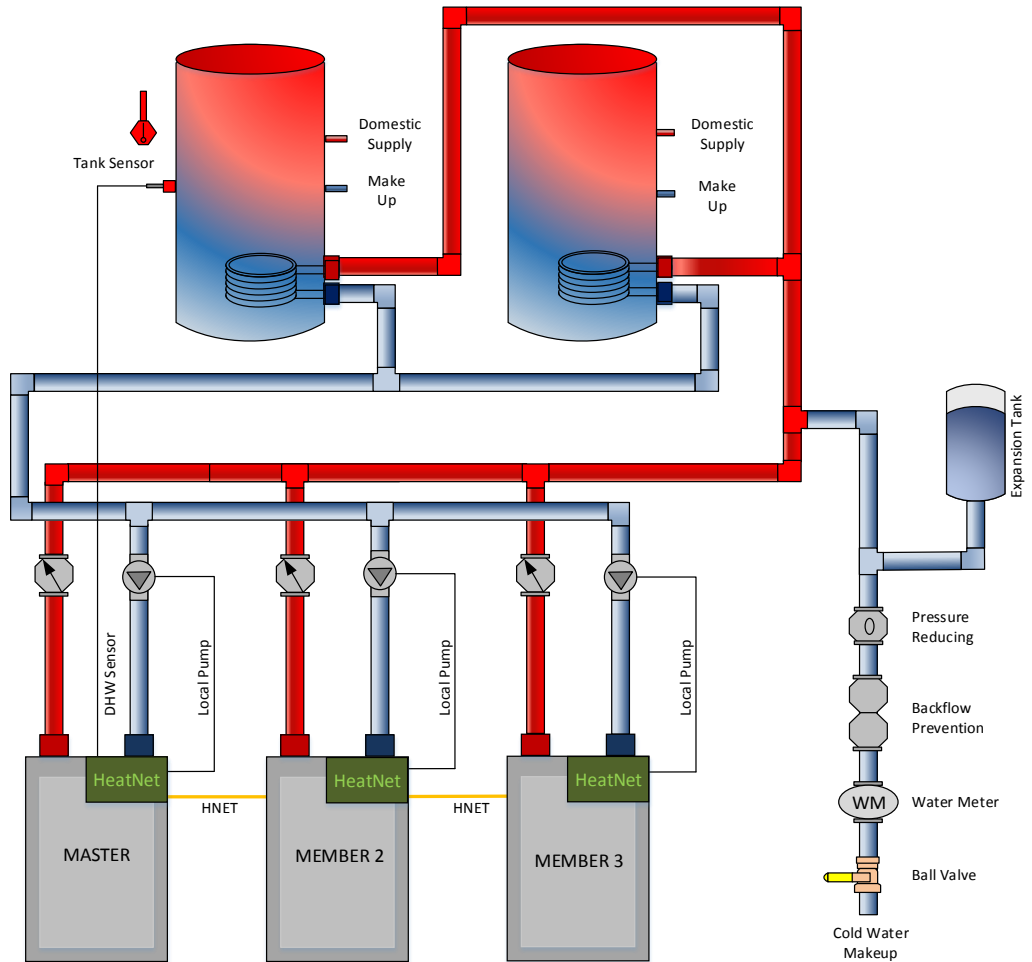 Domestic
Supply
Make
Up
Tank Sensor
Domestic
Supply
Make
Up
Expansion Tank
DHW Sensor
Local Pump
Local Pump
Local Pump
Pressure
Reducing
Backflow
Prevention
HeatNet
HeatNet
HeatNet
HNET
HNET
WM
Water Meter
MASTER
MEMBER 2
MEMBER 3
Ball Valve
Cold Water
Makeup